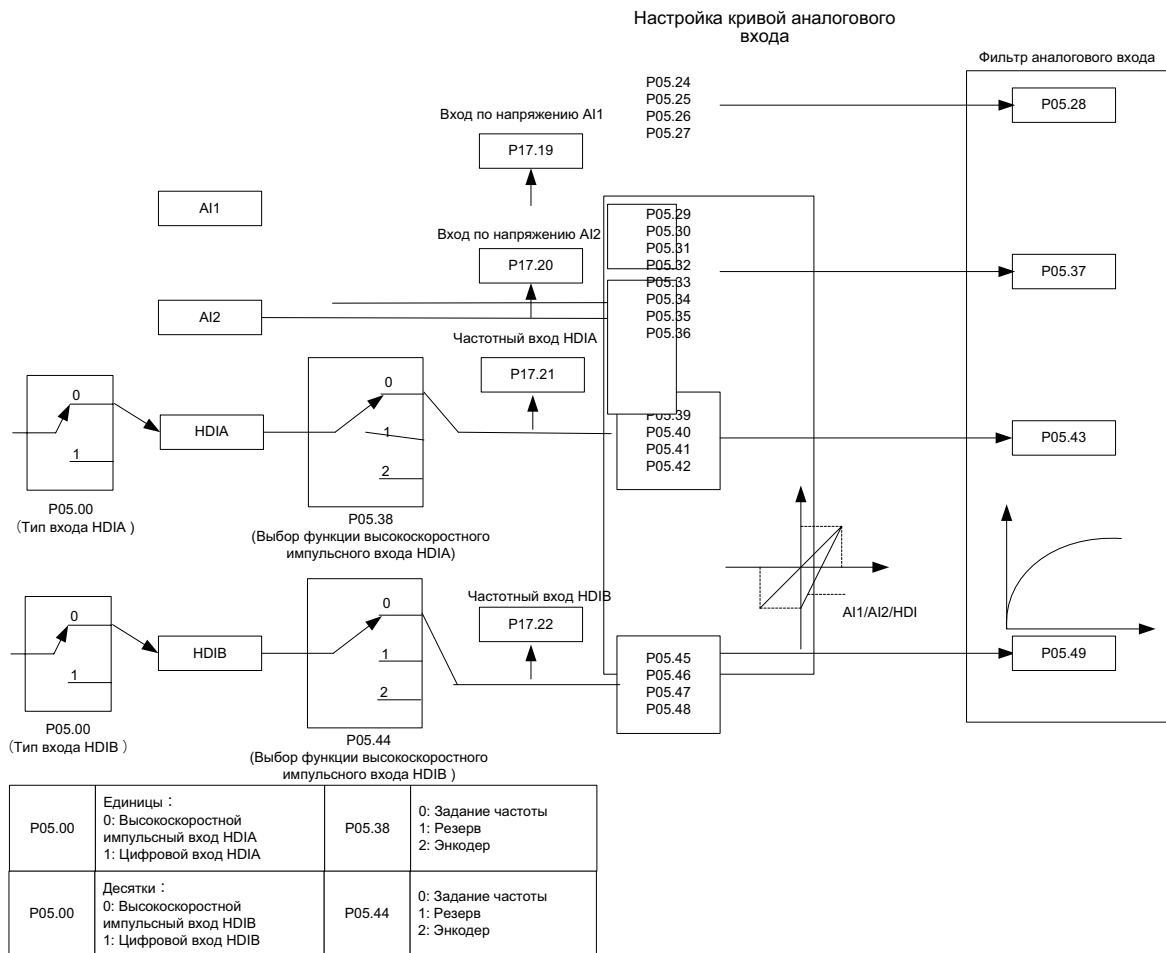 Настройка кривой аналогового
входа
Фильтр аналогового входа
P05.24
P05.25
P05.26
P05.27
P05.28
Вход по напряжению AI1
P17.19
AI1
P05.29
P05.30
P05.31
P05.32
P05.33
P05.34
P05.35
P05.36
Вход по напряжению AI2
P17.20
P05.37
AI2
Частотный вход HDIA
P17.21
0
1
HDIA
0
1
2
P05.39
P05.40
P05.41
P05.42
P05.43
P05.00
(Тип входа HDIA )
P05.38
(Выбор функции высокоскоростного
импульсного входа HDIA)
AI1/AI2/HDI
Частотный вход HDIB
P17.22
0
1
HDIB
0
1
2
P05.45
P05.46
P05.47
P05.48
P05.49
P05.00
(Тип входа HDIB )
P05.44
(Выбор функции высокоскоростного
импульсного входа HDIB )
P05.00
Единицы :
0: Высокоскоростной
импульсный вход HDIA
1: Цифровой вход HDIA
P05.38
0: Задание частоты
1: Резерв
2: Энкодер
P05.00
Десятки :
0: Высокоскоростной
импульсный вход HDIB
1: Цифровой вход HDIB
P05.44
0: Задание частоты
1: Резерв
2: Энкодер